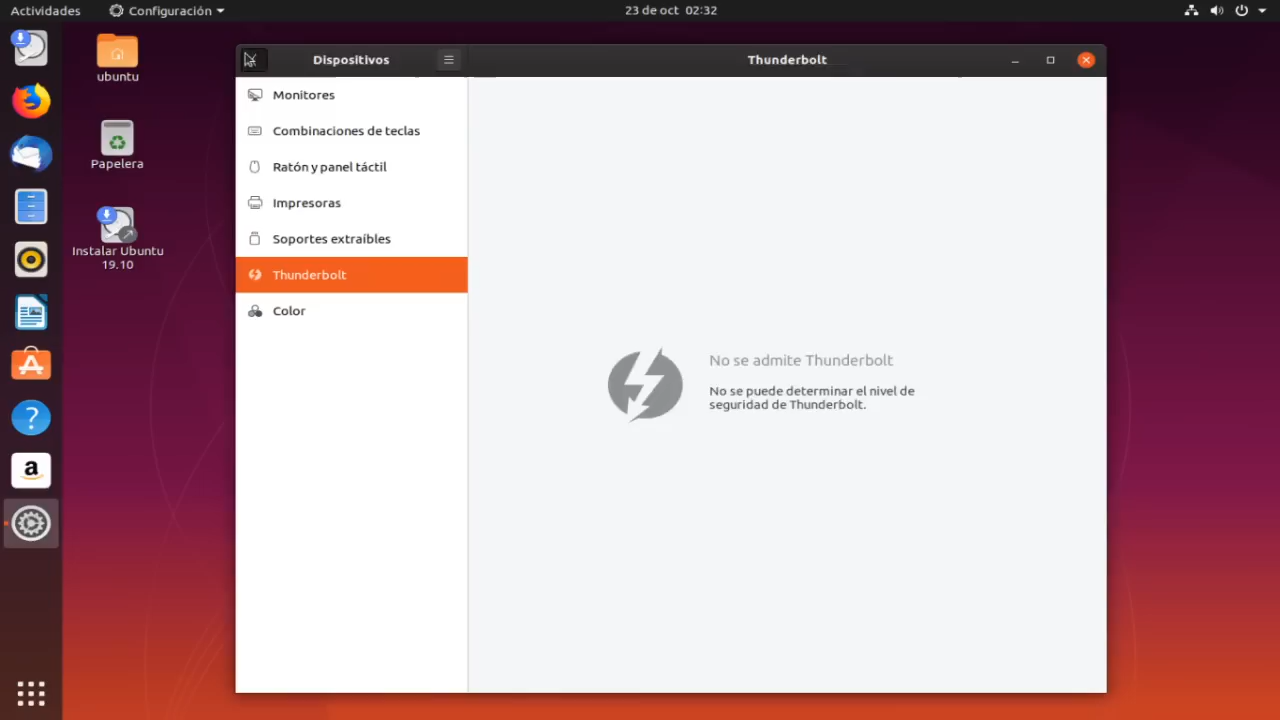 Actividades
Configuración
23 de oct 02:32
ubuntu
Papelera
Instalar Ubuntu
19.10
Dispositivos
Thunderbolt
Monitores
Combinaciones de teclas
Ratón y panel táctil
Impresoras
Soportes extraíbles
Thunderbolt
Color
No se admite Thunderbolt
No se puede determinar el nivel de
seguridad de Thunderbolt.
?
a